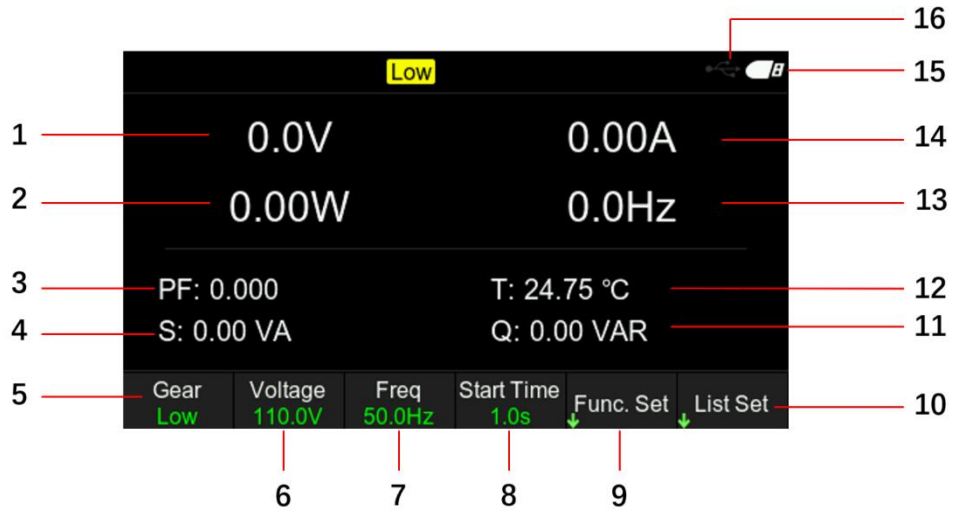 16
Low
15
1
0.0V
0.00A
14
2
0.00W
0.0Hz
13
3
PF: 0.000
T: 24.75 ℃
12
4
S: 0.00 VA
Q: 0.00 VAR
11
5
Gear
Low
Voltage
110.0V
Freq
50.0Hz
Start Time
1.0s
Func. Set
List Set
10
6
7
8
9